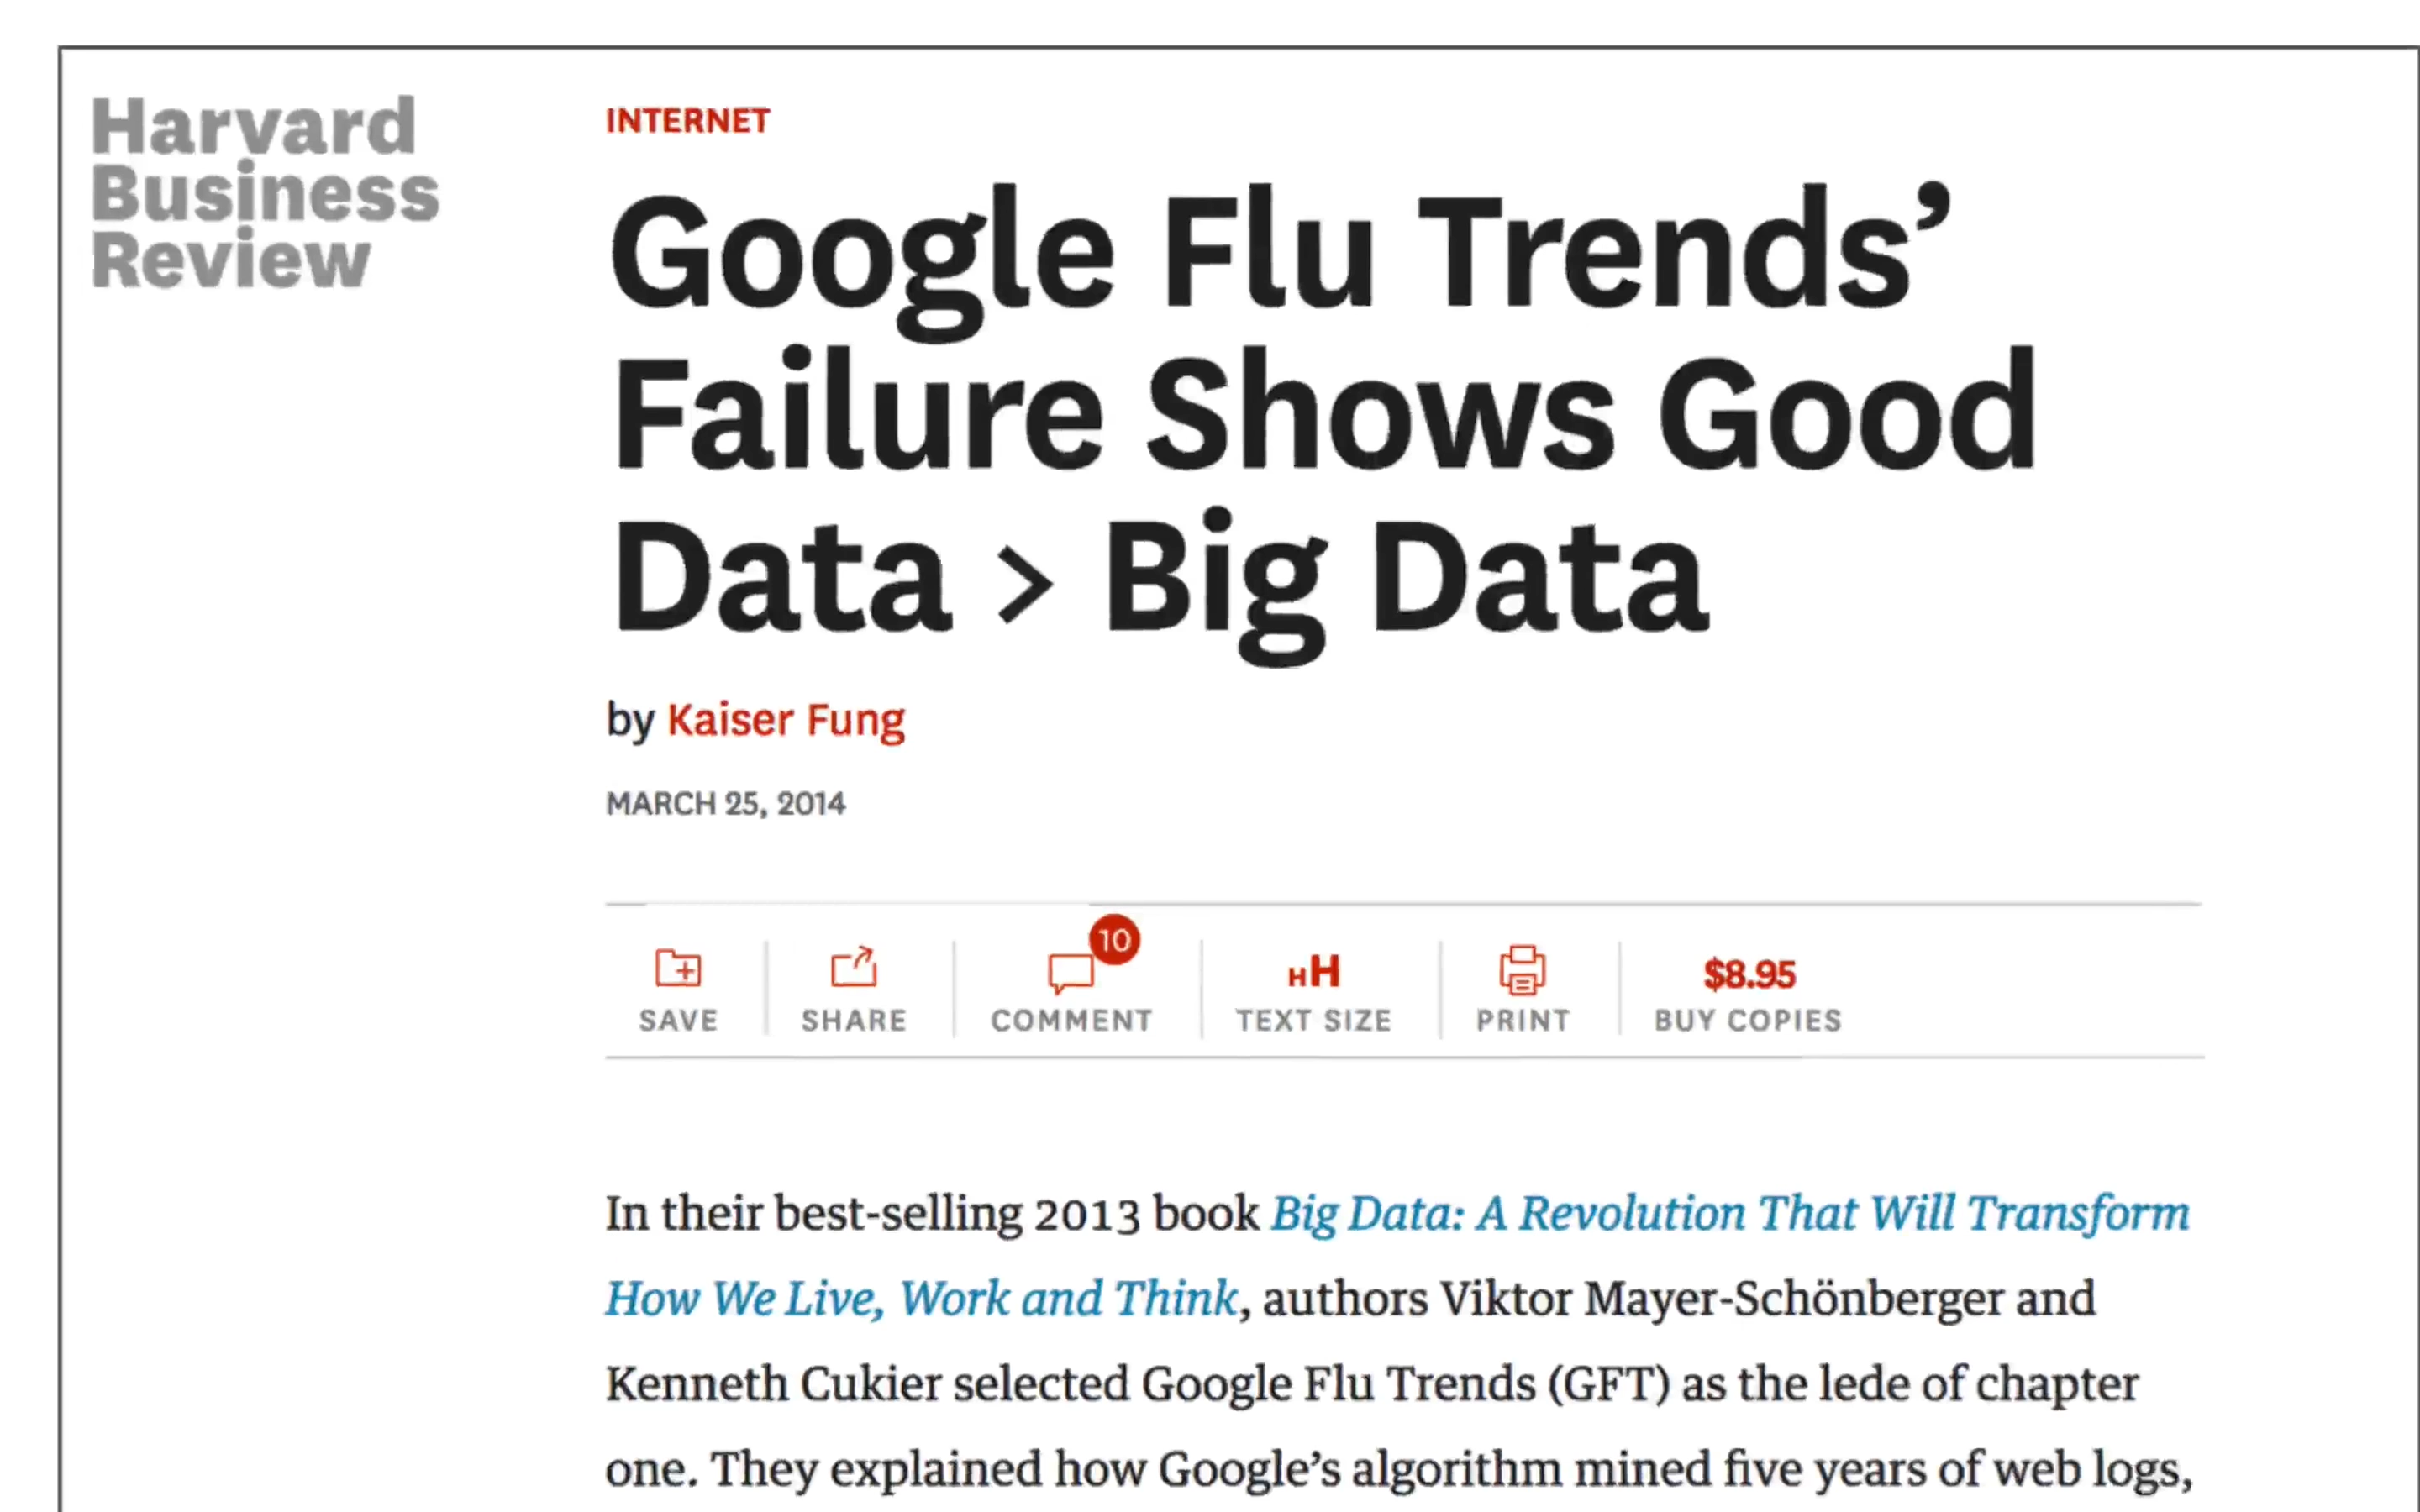 Harvard
Business
Review
INTERNET
Google Flu Trends’
Failure Shows Good
Data > Big Data
by Kaiser Fung
MARCH 25, 2014
10
HH
$8.95
SAVE
SHARE
COMMENT
TEXT SIZE
PRINT
BUY COPIES
In their best-selling 2013 book Big Data: A Revolution That Will Transform
How We Live, Work and Think, authors Viktor Mayer-Schönberger and
Kenneth Cukier selected Google Flu Trends (GFT) as the lede of chapter
one. They explained how Google’s algorithm mined five years of web logs,